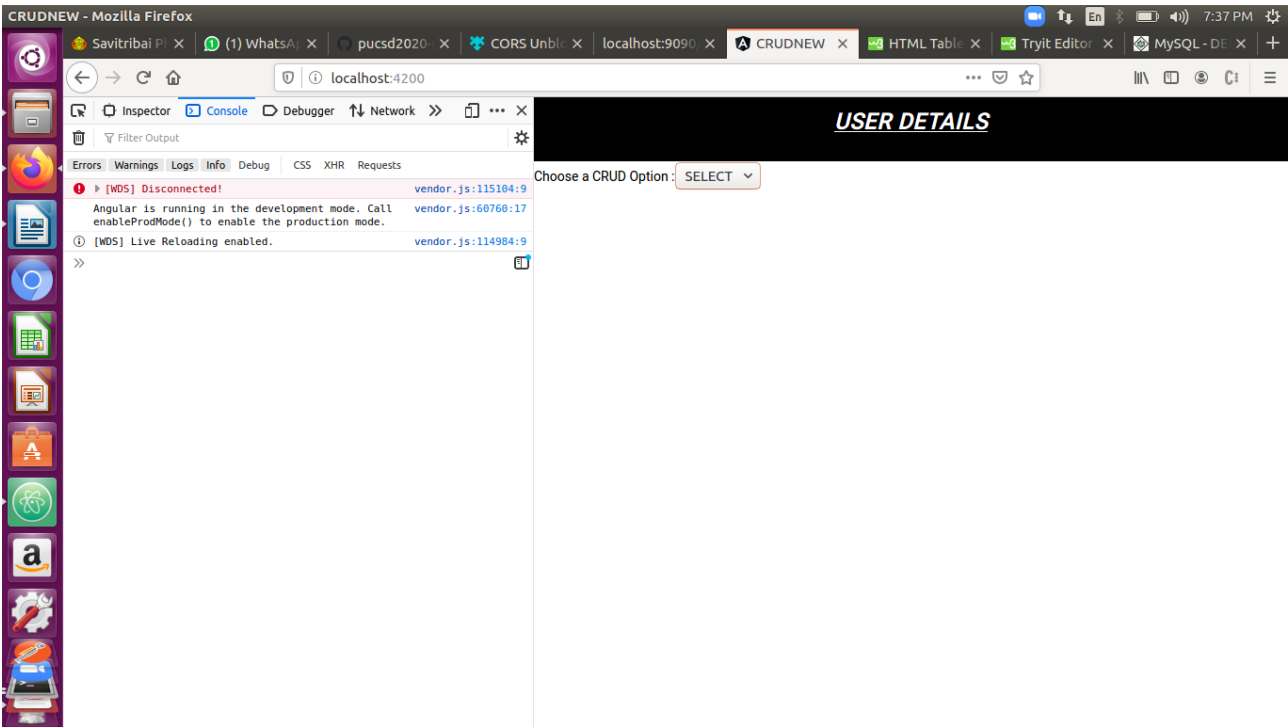 CRUDNEW - Mozilla Firefox
En
7:37 PM
Savitribai P
(1) WhatsA
pucsd2020-
CORS Unblo
localhost:9090
CRUDNEW
HTML Table
Tryit Editor
MySQL - DE
localhost:4200
Inspector Console Debugger Network
Filter Output
Errors Warnings Logs Info Debug CSS XHR Requests
[WDS] Disconnected! vendor.js:115104:9
Angular is running in the development mode. Call vendor.js:60760:17
enableProdMode() to enable the production mode.
[WDS] Live Reloading enabled. vendor.js:114984:9
USER DETAILS
Choose a CRUD Option : SELECT